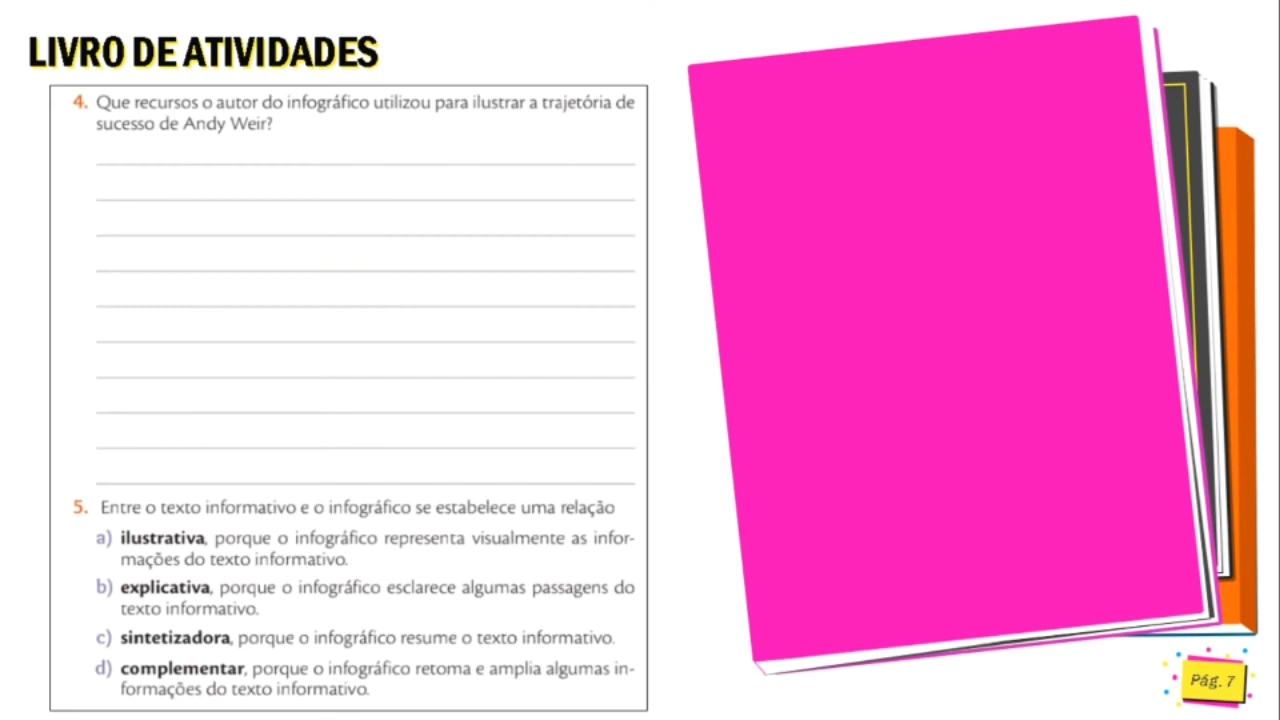 LIVRO DE ATIVIDADES
4. Que recursos o autor do infográfico utilizou para ilustrar a trajetória de
sucesso de Andy Weir?
5. Entre o texto informativo e o infográfico se estabelece uma relação
a) ilustrativa, porque o infográfico representa visualmente as infor-
mações do texto informativo.
b) explicativa, porque o infográfico esclarece algumas passagens do
texto informativo.
c) sintetizadora, porque o infográfico resume o texto informativo.
d) complementar, porque o infográfico retoma e amplia algumas in-
formações do texto informativo.
Pág. 7